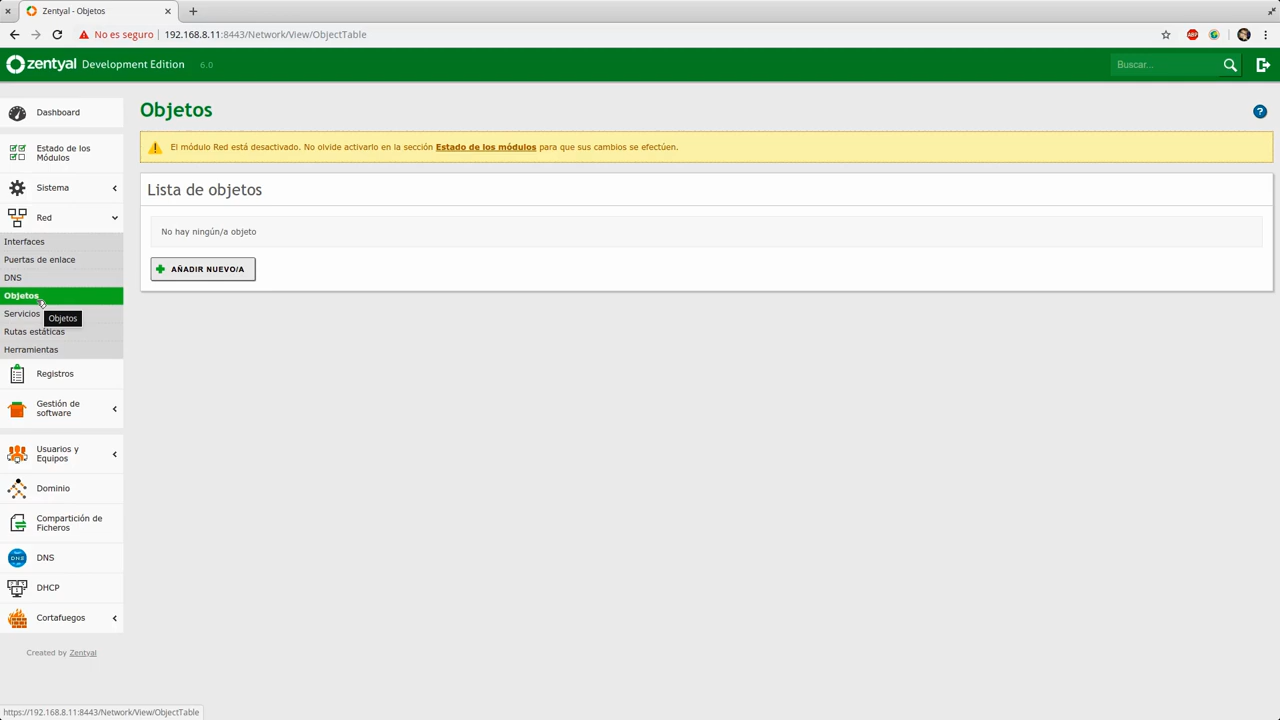 Zentyal - Objetos
No es seguro
192.168.8.11:8443/Network/View/ObjectTable
ABP
zentyal Development Edition 6.0
Buscar...
Dashboard
Estado de los
Módulos
Sistema
Red
Interfaces
Puertas de enlace
DNS
Objetos
Servicios
Objetos
Rutas estáticas
Herramientas
Registros
Gestión de
software
Usuarios y
Equipos
Dominio
Compartición de
Ficheros
DNS
DNS
DHCP
Cortafuegos
Created by Zentyal
Objetos
?
El módulo Red está desactivado. No olvide activarlo en la sección Estado de los módulos para que sus cambios se efectúen.
Lista de objetos
No hay ningún/a objeto
AÑADIR NUEVO/A
https://192.168.8.11:8443/Network/View/ObjectTable